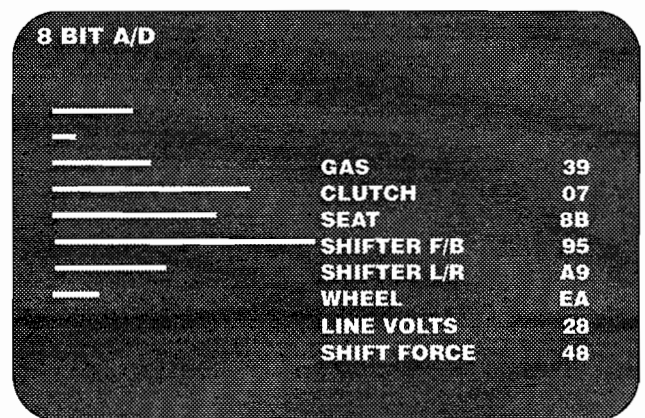 8 BIT A/D
GAS 39
CLUTCH 07
SEAT 8B
SHIFTER F/B 95
SHIFTER L/R A9
WHEEL EA
LINE VOLTS 28
SHIFT FORCE 48